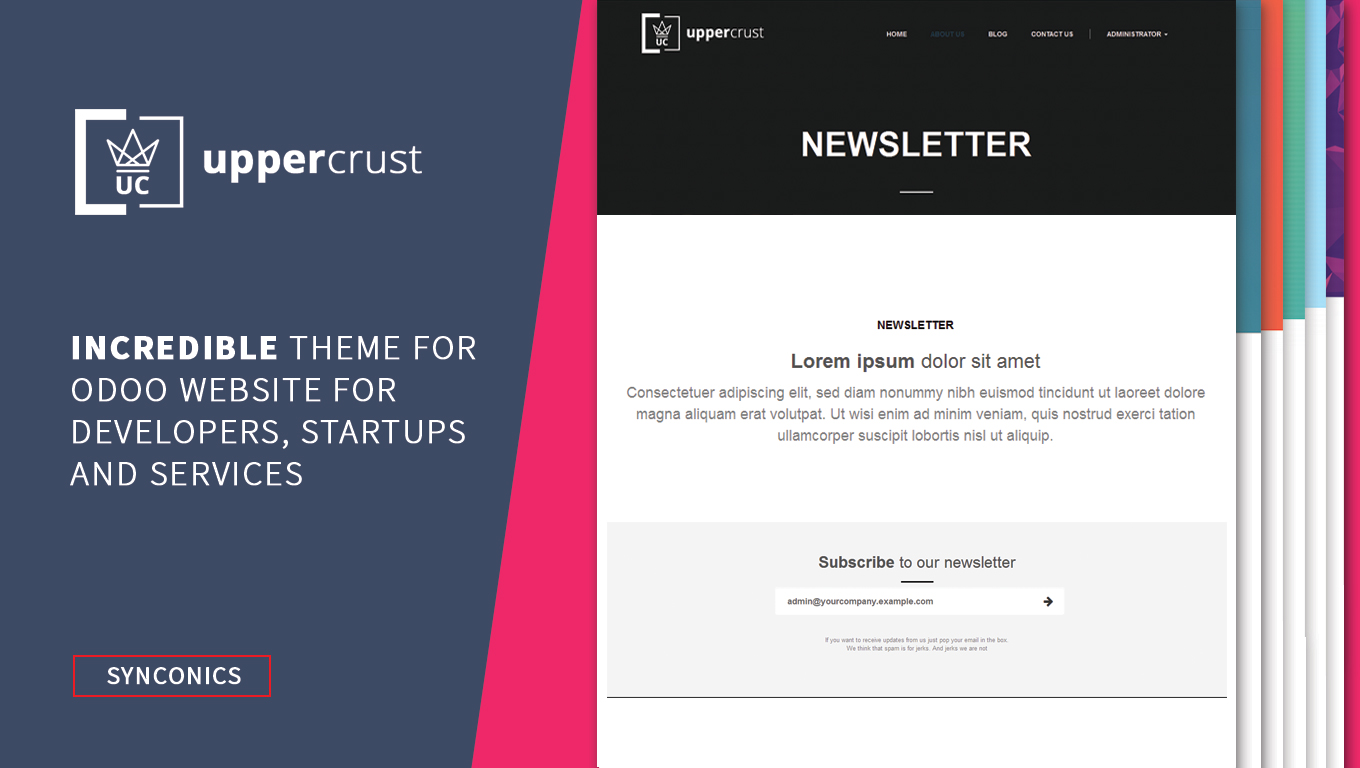 UC
uppercrust
INCREDIBLE THEME FOR
ODOO WEBSITE FOR
DEVELOPERS, STARTUPS
AND SERVICES
SYNCONICS
UC
uppercrust
HOME ABOUT US BLOG CONTACT US | ADMINISTRATOR
NEWSLETTER
NEWSLETTER
Lorem ipsum dolor sit amet
Consectetuer adipiscing elit, sed diam nonummy nibh euismod tincidunt ut laoreet dolore
magna aliquam erat volutpat. Ut wisi enim ad minim veniam, quis nostrud exerci tation
ullamcorper suscipit lobortis nisl ut aliquip.
Subscribe to our newsletter
admin@yourcompany.example.com
If you want to receive updates from us just pop your email in the box.
We think that spam is for jerks. And jerks we are not